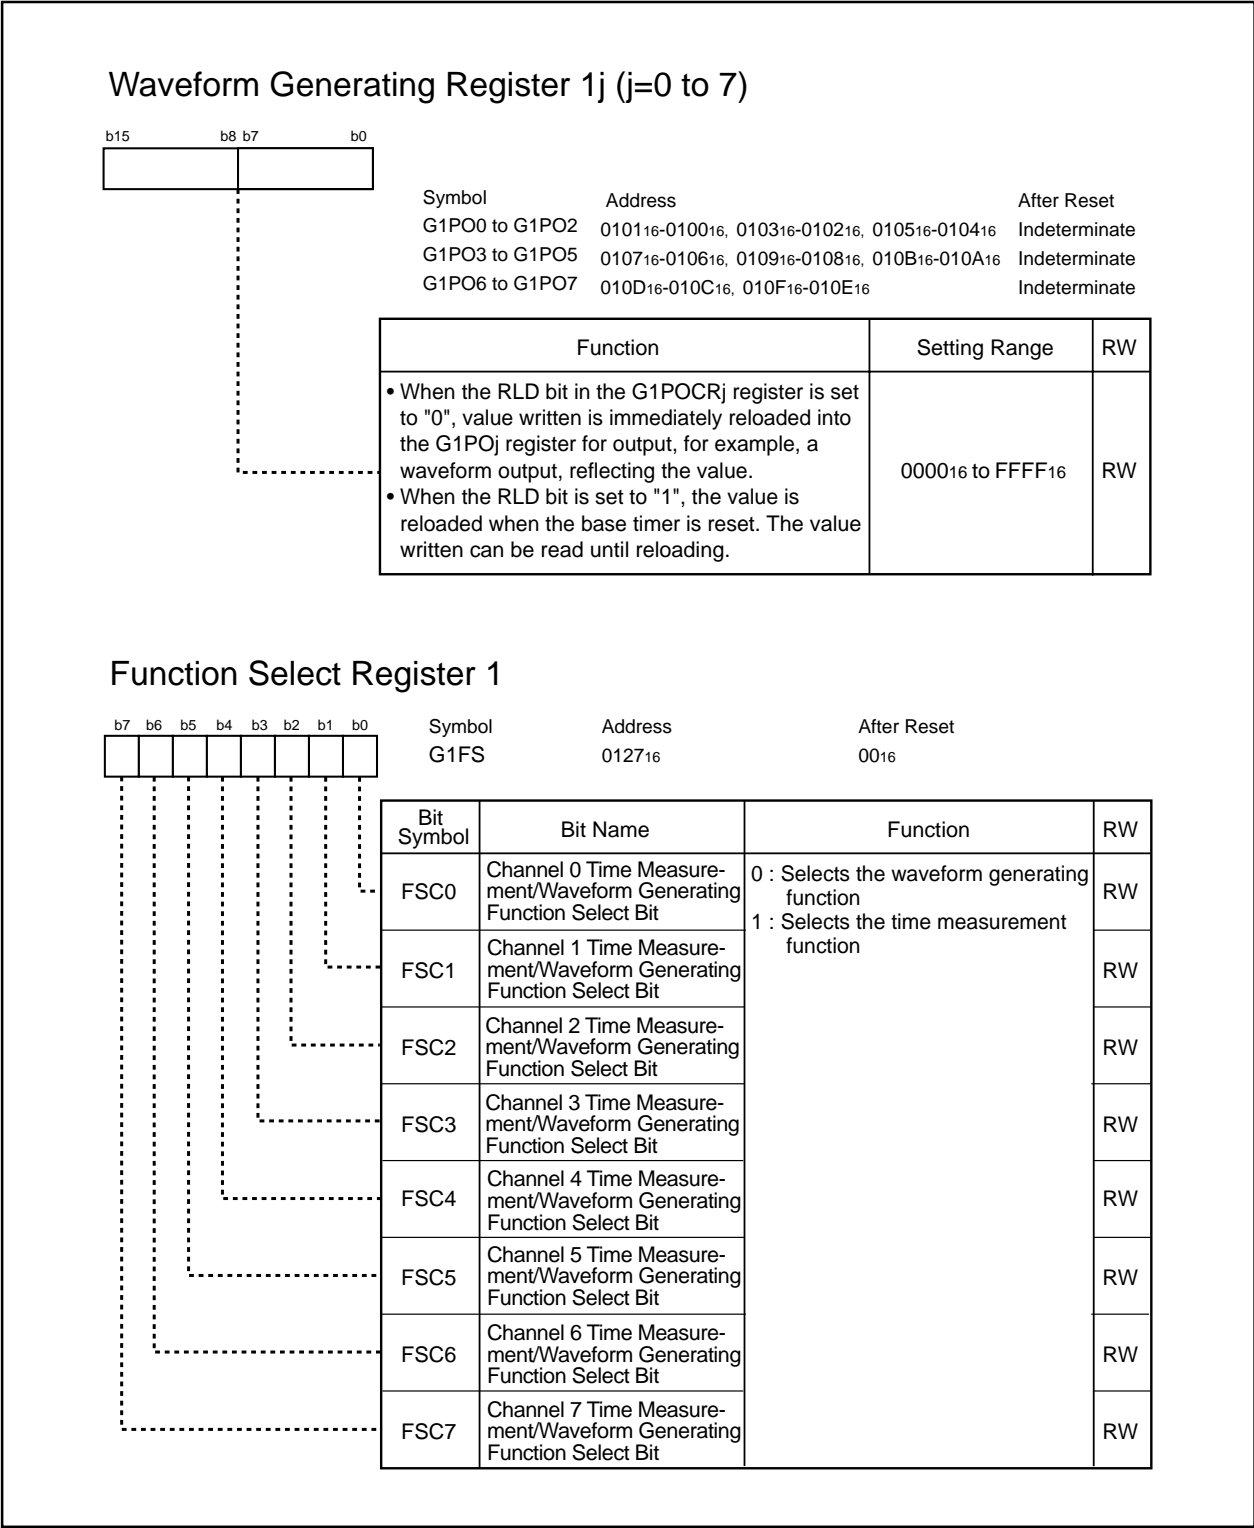 Waveform Generating Register 1j (j=0 to 7)
b15 b8 b7 b0
Symbol Address After Reset
G1PO0 to G1PO2 010116-010016, 010316-010216, 010516-010416 Indeterminate
G1PO3 to G1PO5 010716-010616, 010916-010816, 010B16-010A16 Indeterminate
G1PO6 to G1PO7 010D16-010C16, 010F16-010E16 Indeterminate
Function Setting Range RW
• When the RLD bit in the G1POCRj register is set
to "0", value written is immediately reloaded into
the G1POj register for output, for example, a
waveform output, reflecting the value.
• When the RLD bit is set to "1", the value is
reloaded when the base timer is reset. The value
written can be read until reloading.
000016 to FFFF16
RW
Function Select Register 1
b7 b6 b5 b4 b3 b2 b1 b0
Symbol Address After Reset
G1FS 012716 0016
Bit
Symbol
Bit Name Function RW
FSC0
Channel 0 Time Measure-
ment/Waveform Generating
Function Select Bit
0 : Selects the waveform generating
function
1 : Selects the time measurement
function
RW
FSC1
Channel 1 Time Measure-
ment/Waveform Generating
Function Select Bit
RW
FSC2
Channel 2 Time Measure-
ment/Waveform Generating
Function Select Bit
RW
FSC3
Channel 3 Time Measure-
ment/Waveform Generating
Function Select Bit
RW
FSC4
Channel 4 Time Measure-
ment/Waveform Generating
Function Select Bit
RW
FSC5
Channel 5 Time Measure-
ment/Waveform Generating
Function Select Bit
RW
FSC6
Channel 6 Time Measure-
ment/Waveform Generating
Function Select Bit
RW
FSC7
Channel 7 Time Measure-
ment/Waveform Generating
Function Select Bit
RW